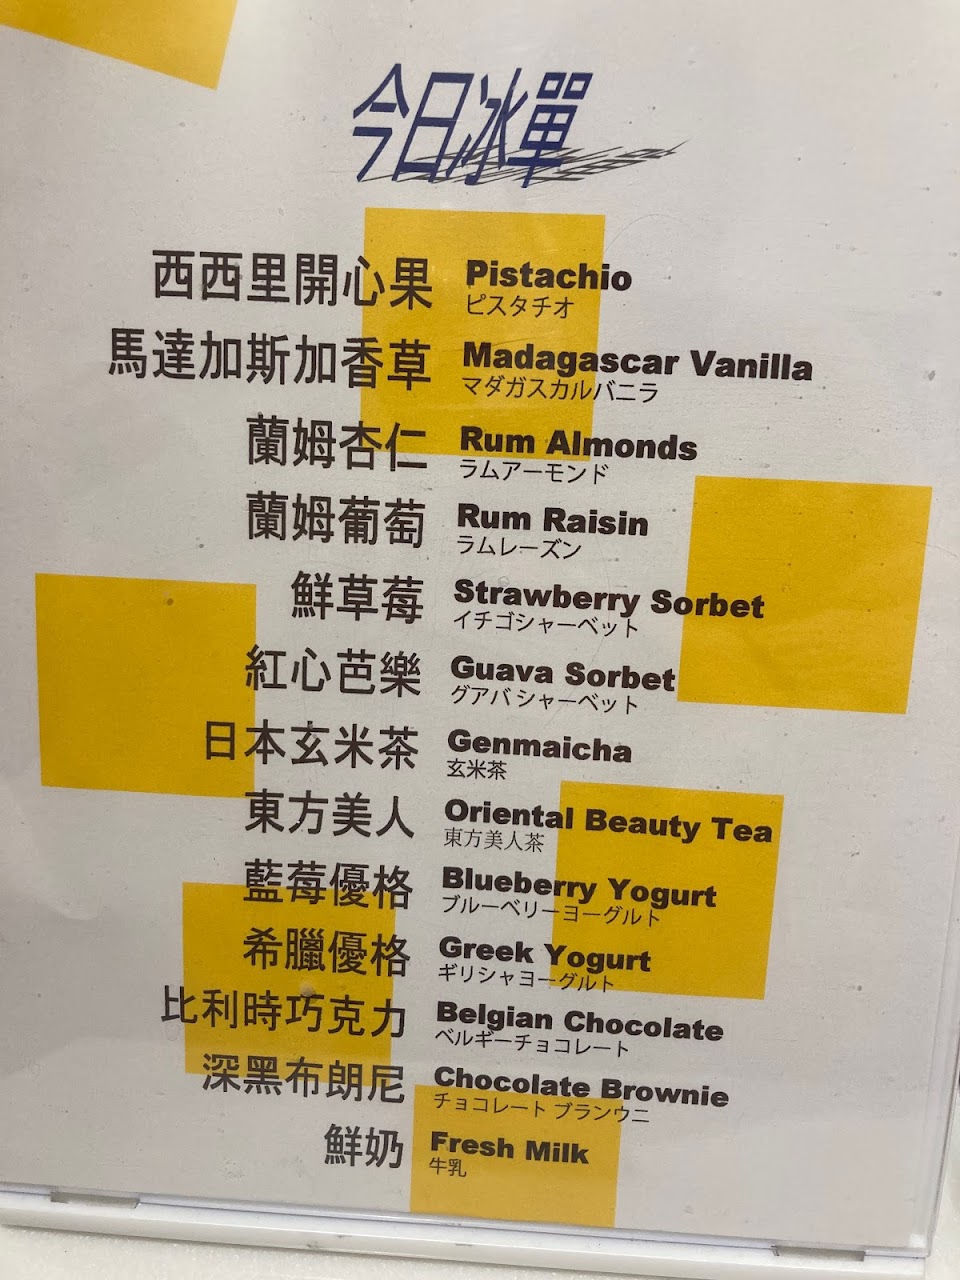 今日冰單
西西里開心果 Pistachio
ピスタチオ
馬達加斯加香草 Madagascar Vanilla
マダガスカルバニラ
蘭姆杏仁 Rum Almonds
ラムアーモンド
蘭姆葡萄 Rum Raisin
ラムレーズン
鮮草莓 Strawberry Sorbet
イチゴシャーベット
紅心芭樂 Guava Sorbet
グアバ シャーベット
日本玄米茶 Genmaicha
玄米茶
東方美人 Oriental Beauty Tea
東方美人茶
藍莓優格 Blueberry Yogurt
ブルーベリーヨーグルト
希臘優格 Greek Yogurt
ギリシャヨーグルト
比利時巧克力 Belgian Chocolate
ベルギーチョコレート
深黑布朗尼 Chocolate Brownie
チョコレート ブランウニ
鮮奶 Fresh Milk
牛乳